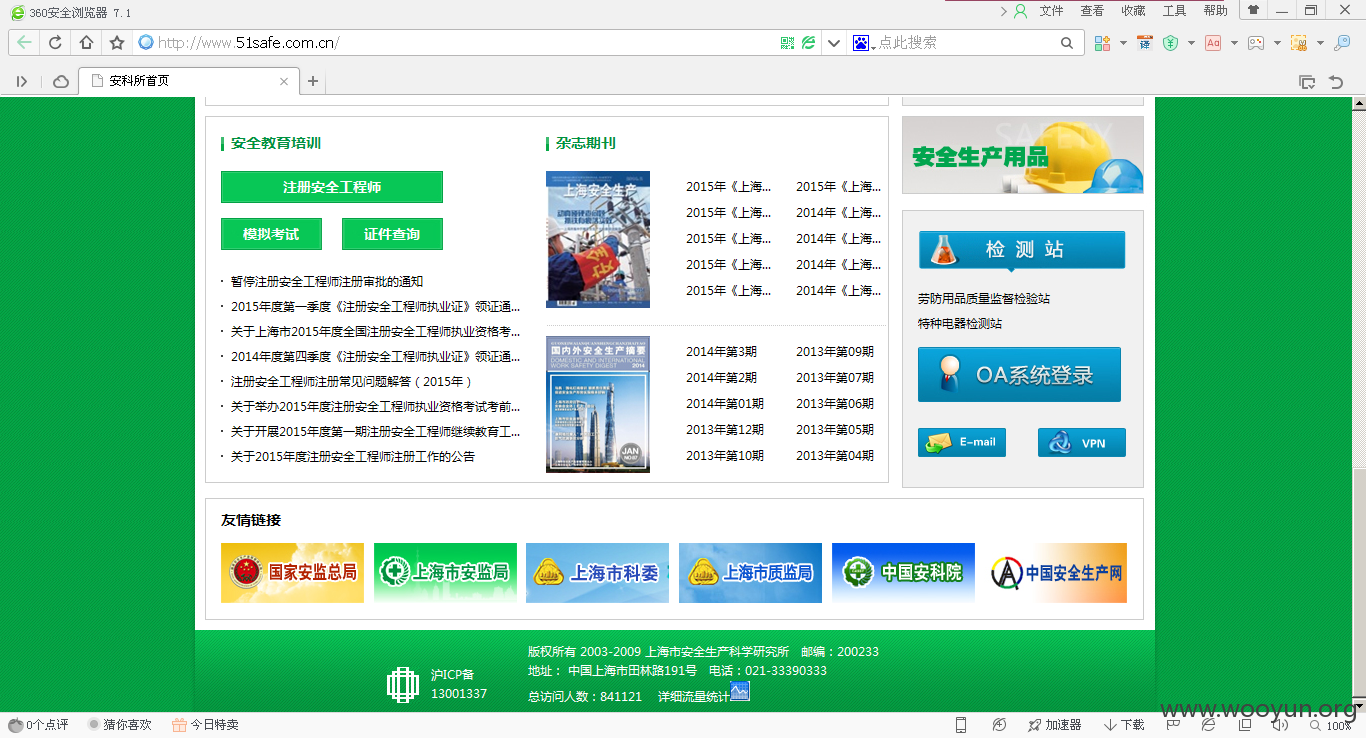 360安全浏览器 7.1
文件 查看 收藏 工具 帮助
http://www.51safe.com.cn/
点此搜索
安科所首页
安全教育培训
注册安全工程师
模拟考试 证件查询
· 暂停注册安全工程师注册审批的通知
· 2015年度第一季度《注册安全工程师执业证》领证通...
· 关于上海市2015年度全国注册安全工程师执业资格考...
· 2014年度第四季度《注册安全工程师执业证》领证通...
· 注册安全工程师注册常见问题解答（2015年）
· 关于举办2015年度注册安全工程师执业资格考试考前...
· 关于开展2015年度第一期注册安全工程师继续教育工...
· 关于2015年度注册安全工程师注册工作的公告
杂志期刊
上海安全生产
2015年《上海... 2015年《上海...
2015年《上海... 2014年《上海...
2015年《上海... 2014年《上海...
2015年《上海... 2014年《上海...
2015年《上海... 2014年《上海...
国内外安全生产摘要
DOMESTIC AND INTERNATIONAL
WORK SAFETY DIGEST 2014
JAN
2014年第3期 2013年第09期
2014年第2期 2013年第07期
2014年第01期 2013年第06期
2013年第12期 2013年第05期
2013年第10期 2013年第04期
SAFETY
安全生产用品
检测站
劳防用品质量监督检验站
特种电器检测站
OA系统登录
E-mail VPN
友情链接
国家安监总局 上海市安监局 上海市科委 上海市质监局 中国安科院 中国安全生产网
沪ICP备
13001337
版权所有 2003-2009 上海市安全生产科学研究所 邮编：200233
地址： 中国上海市田林路191号 电话：021-33390333
总访问人数：841121 详细流量统计
www.wooyun.org
0个点评 猜你喜欢 今日特卖 加速器 下载 100%